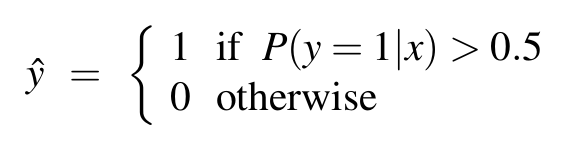 ŷ = { 1 if P(y = 1|x) > 0.5
0 otherwise